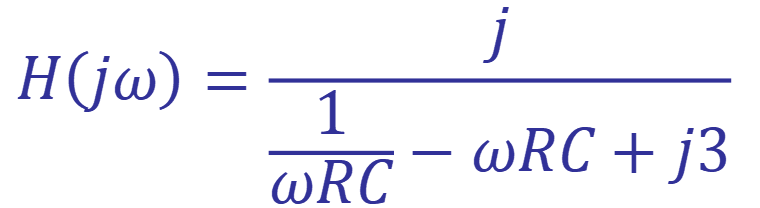 H(jω) = j / (1/ωRC − ωRC + j3)